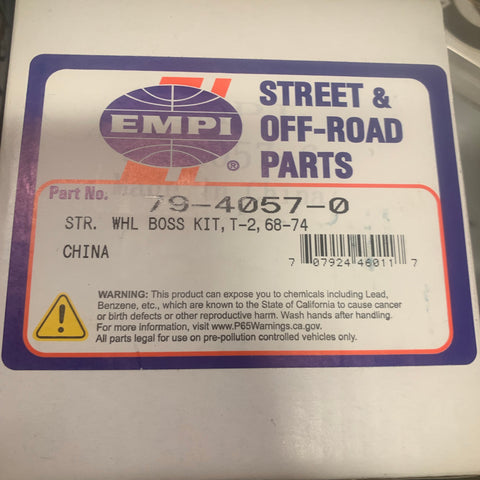 EMPI
®
STREET &
OFF-ROAD
PARTS
Part No. 79-4057-0
STR. WHL BOSS KIT, T-2, 68-74
CHINA
7 07924 46011 7
WARNING: This product can expose you to chemicals including Lead,
Benzene, etc., which are known to the State of California to cause cancer
or birth defects or other reproductive harm. Wash hands after handling.
For more information, visit www.P65Warnings.ca.gov.
All parts legal for use on pre-pollution controlled vehicles only.